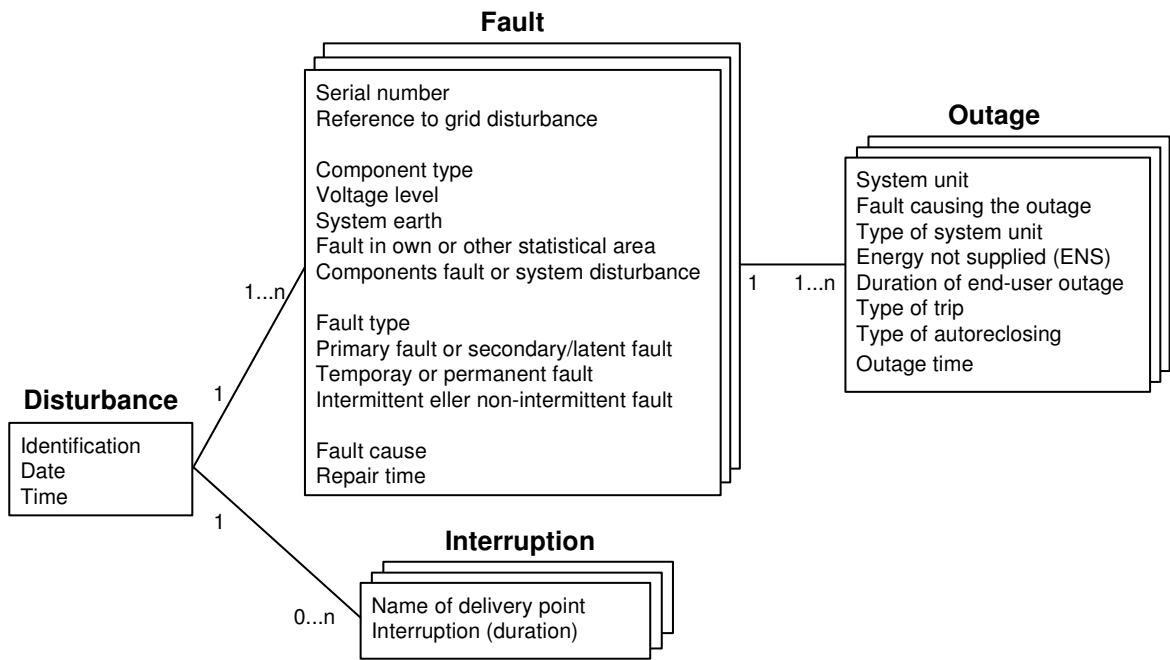 Fault
Serial number
Reference to grid disturbance
Component type
Voltage level
System earth
Fault in own or other statistical area
Components fault or system disturbance
Fault type
Primary fault or secondary/latent fault
Temporay or permanent fault
Intermittent eller non-intermittent fault
Fault cause
Repair time
Outage
System unit
Fault causing the outage
Type of system unit
Energy not supplied (ENS)
Duration of end-user outage
Type of trip
Type of autoreclosing
Outage time
1
1...n
1...n
1
Disturbance
Identification
Date
Time
1
0...n
Interruption
Name of delivery point
Interruption (duration)